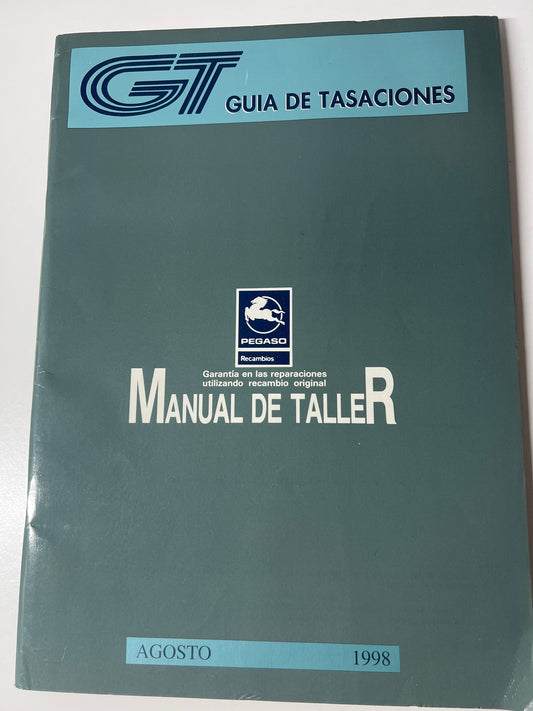 GT GUIA DE TASACIONES
PEGASO
Recambios
Garantía en las reparaciones
utilizando recambio original
MANUAL DE TALLER
AGOSTO 1998